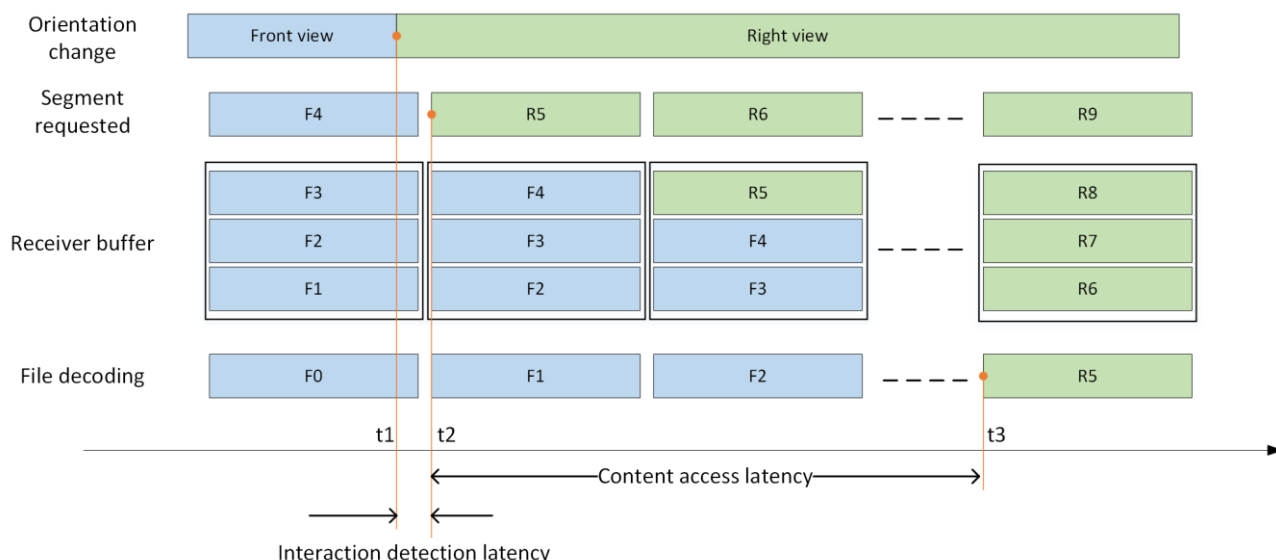 Orientation
change
Front view
Right view
Segment
requested
F4
R5
R6
R9
Receiver buffer
F3
F4
R5
R8
F2
F3
F4
R7
F1
F2
F3
R6
File decoding
F0
F1
F2
R5
t1
t2
t3
Content access latency
Interaction detection latency